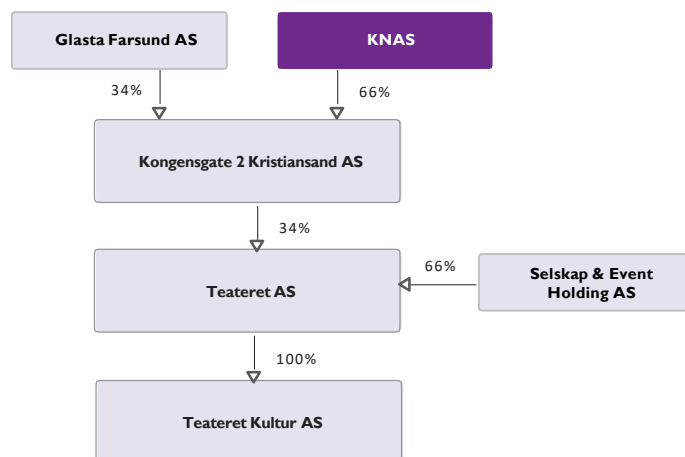 Glasta Farsund AS
KNAS
34%
66%
Kongensgate 2 Kristiansand AS
34%
Teateret AS
66%
Selskap & Event
Holding AS
100%
Teateret Kultur AS